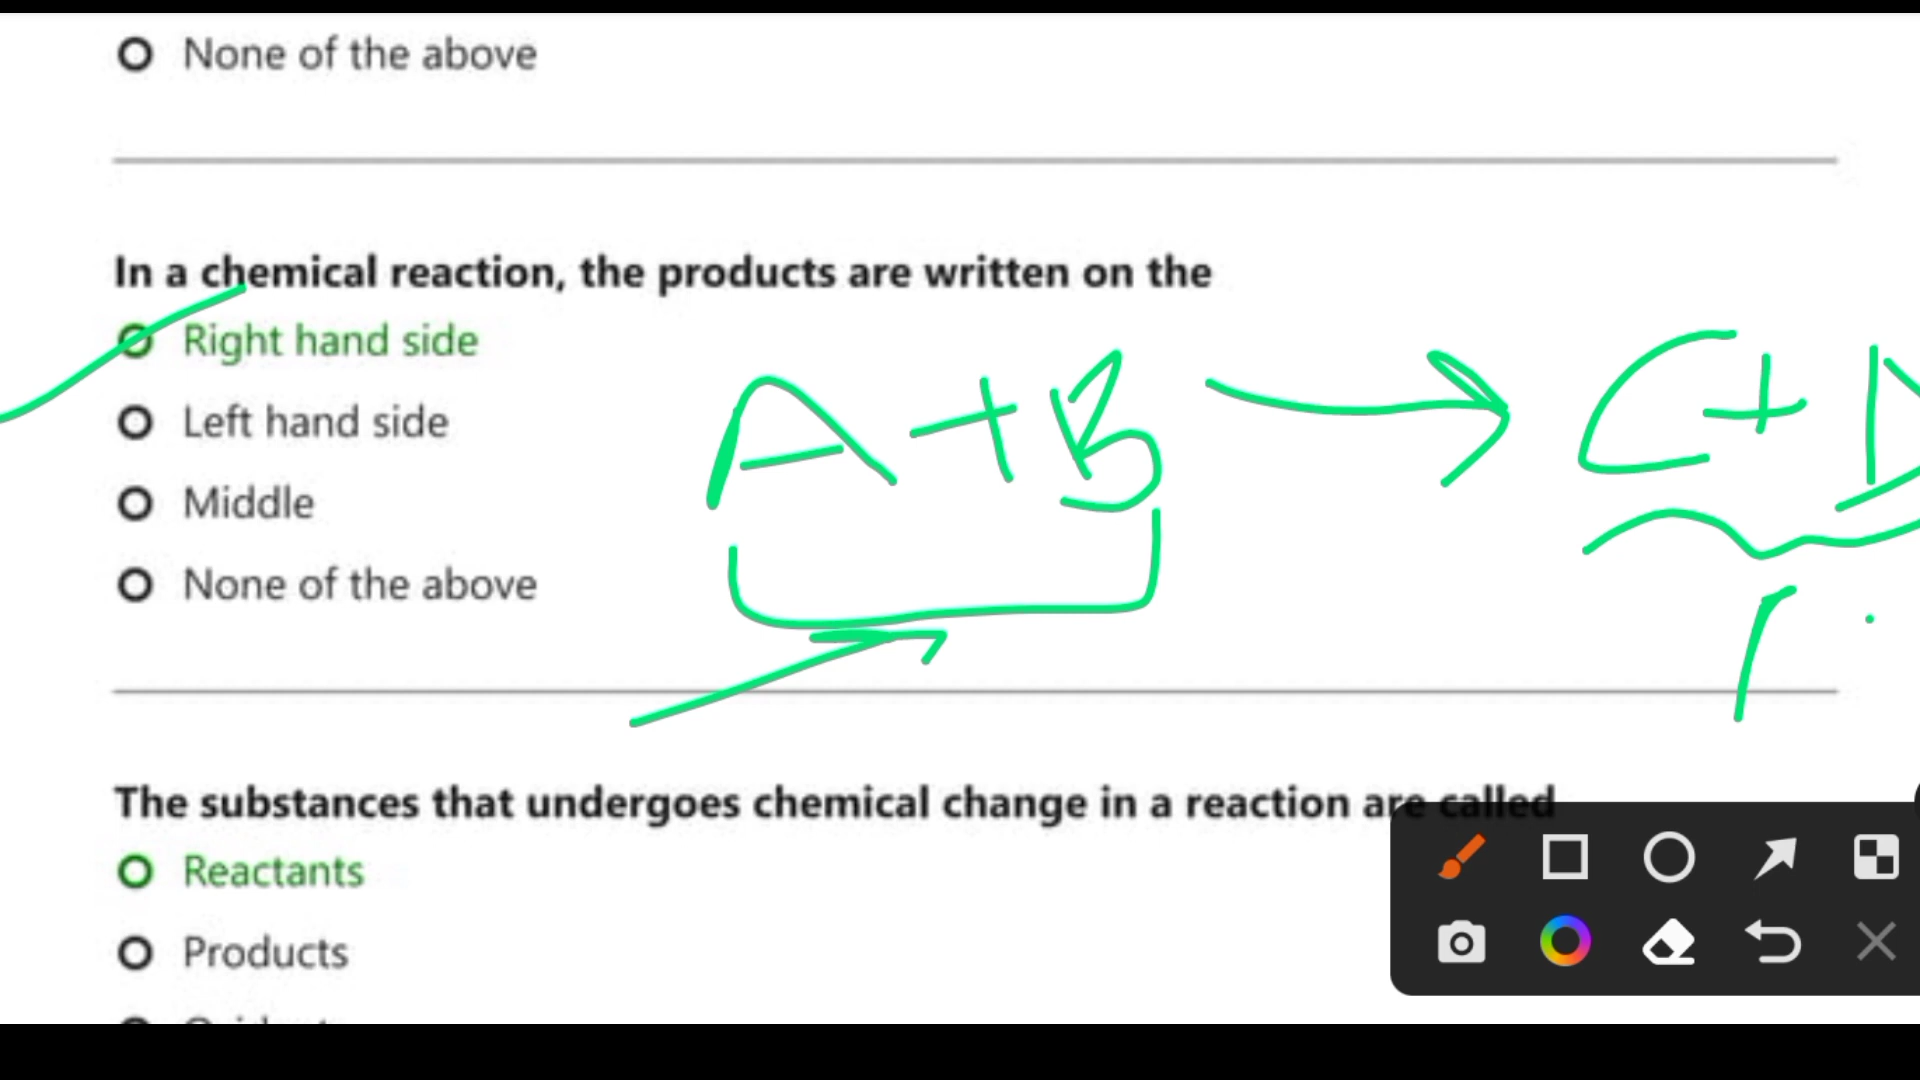 None of the above
In a chemical reaction, the products are written on the
Right hand side
Left hand side
Middle
None of the above
A + B → C + D
The substances that undergoes chemical change in a reaction are called
Reactants
Products